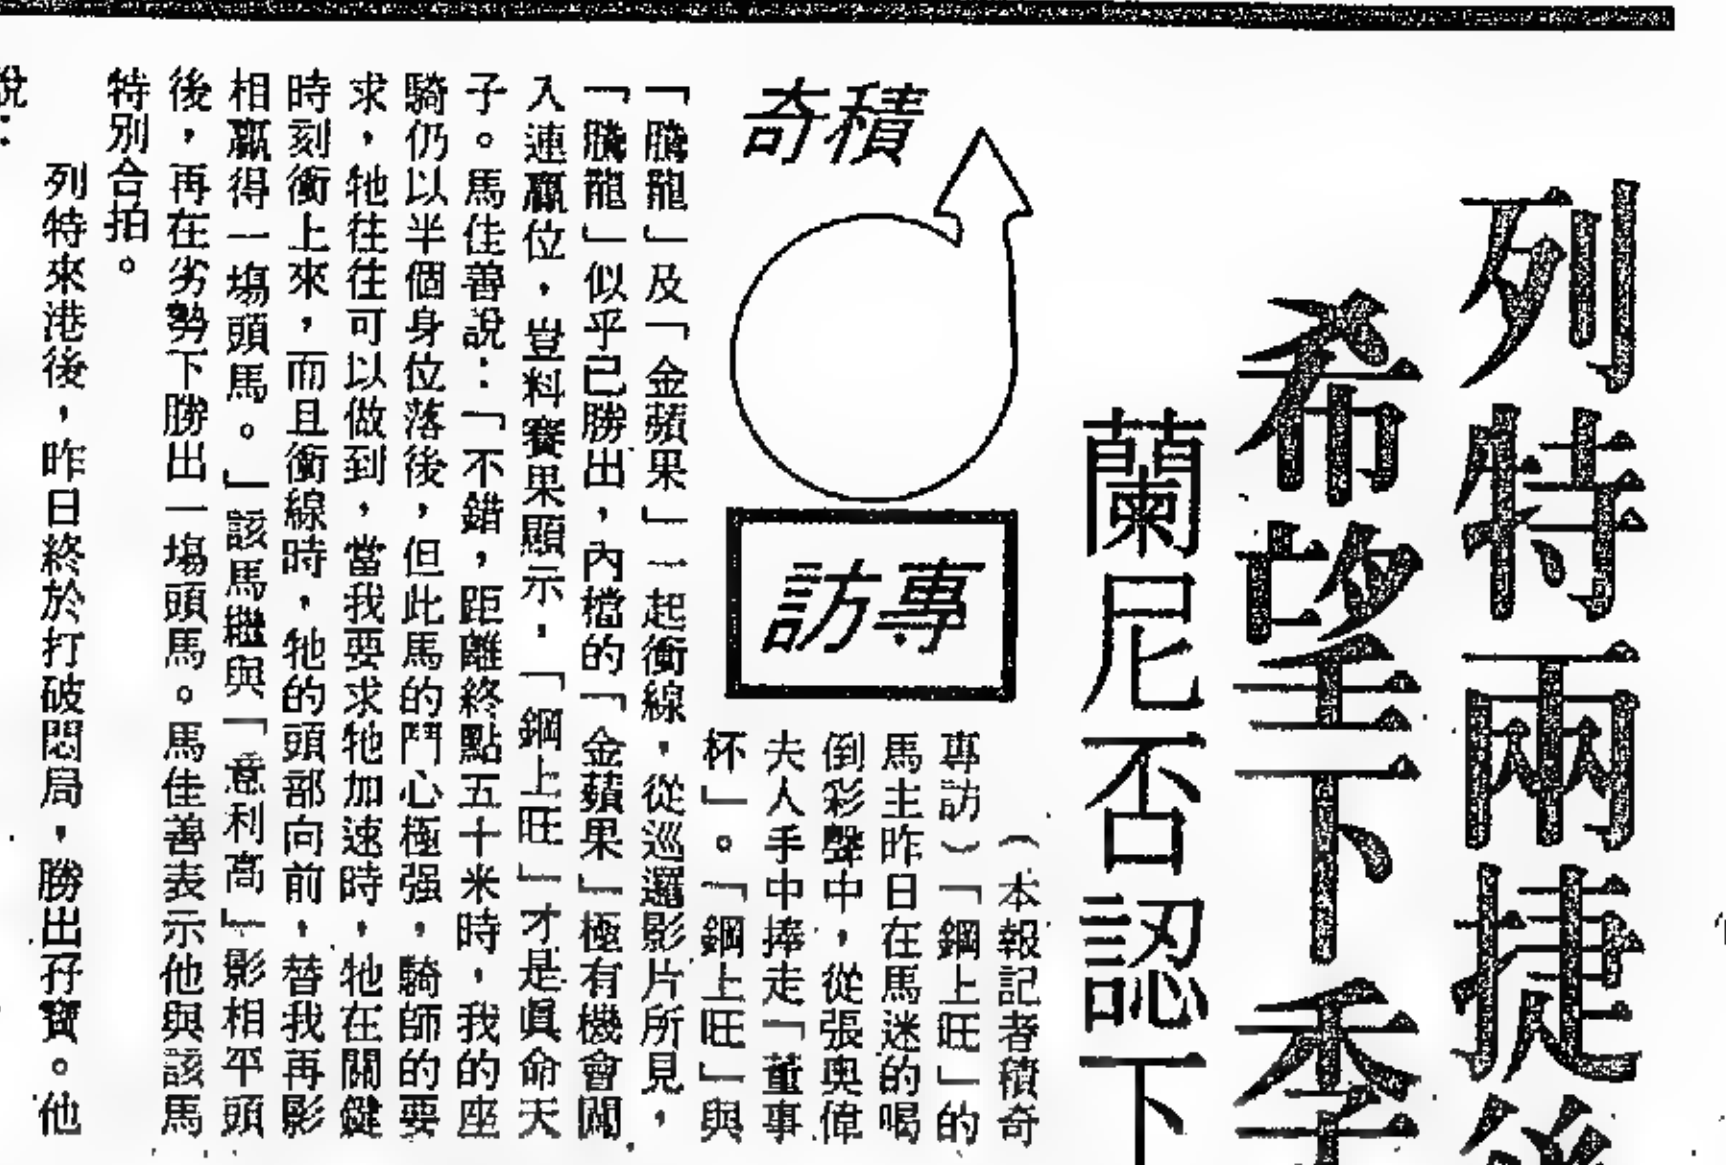 列特兩捷後
希望下季
蘭尼否認下
積奇
專訪
（本報記者積奇
專訪）「鋼上旺」的
馬主昨日在馬迷的喝
倒彩聲中，從張奧偉
夫人手中捧走「董事
杯」。「鋼上旺」與
「騰龍」及「金蘋果」一起衝線，從巡邏影片所見，
「騰龍」似乎已勝出，內檔的「金蘋果」極有機會闖
入連贏位，豈料賽果顯示，「鋼上旺」才是眞命天
子。馬佳善說：「不錯，距離終點五十米時，我的座
騎仍以半個身位落後，但此馬的鬥心極强，騎師的要
求，牠往往可以做到，當我要求牠加速時，牠在關鍵
時刻衝上來，而且衝線時，牠的頭部向前，替我再影
相贏得一場頭馬。」該馬繼與「意利高」影相平頭
後，再在劣勢下勝出一場頭馬。馬佳善表示他與該馬
特別合拍。
列特來港後，昨日終於打破悶局，勝出孖寶。他
說：